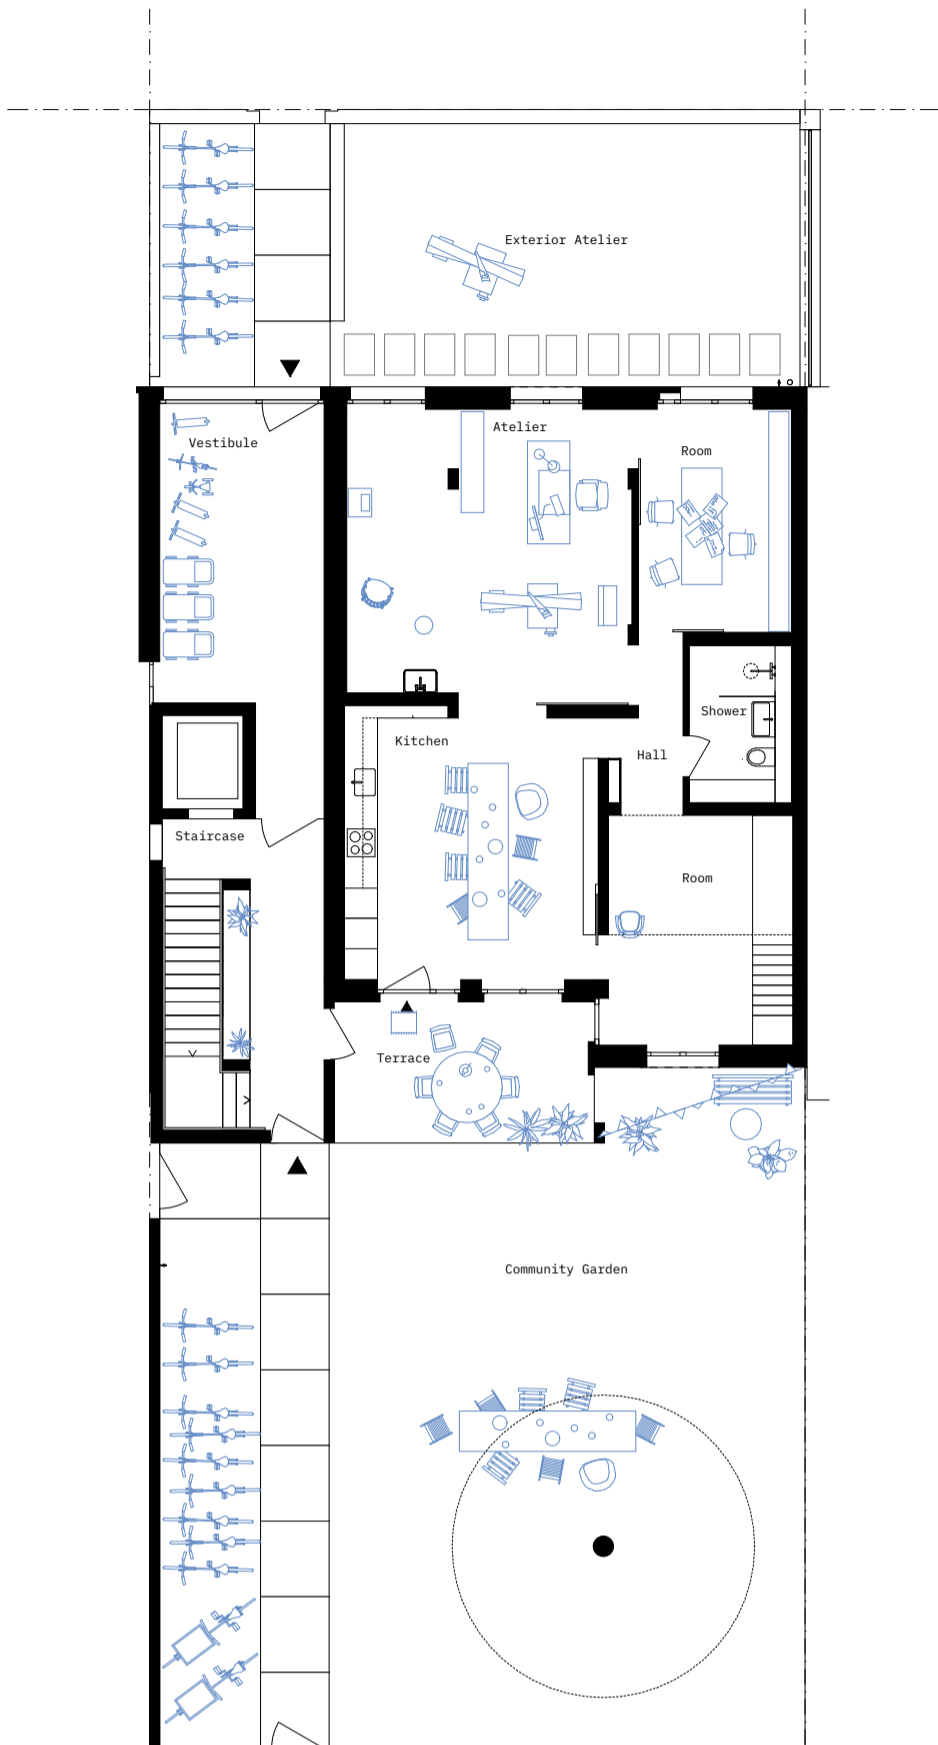 Exterior Atelier
Atelier
Vestibule
Room
Shower
Kitchen
Hall
Staircase
Room
Terrace
Community Garden